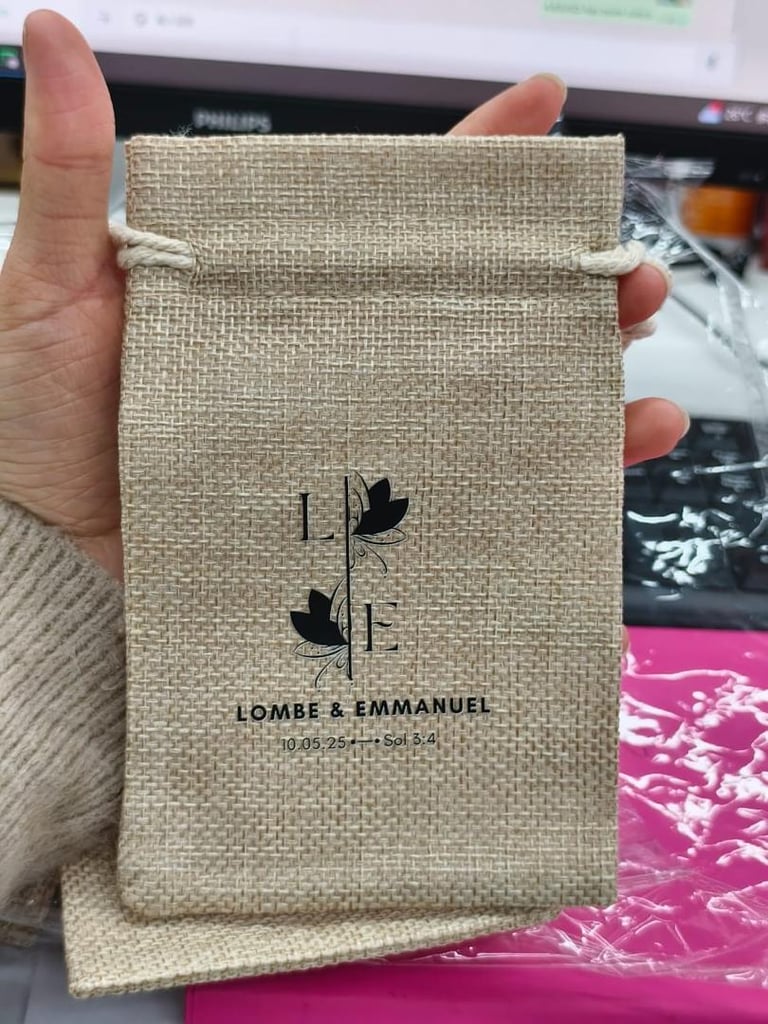 PHILIPS
L
E
LOMBE & EMMANUEL
10.05.25 •—• Sol 3:4